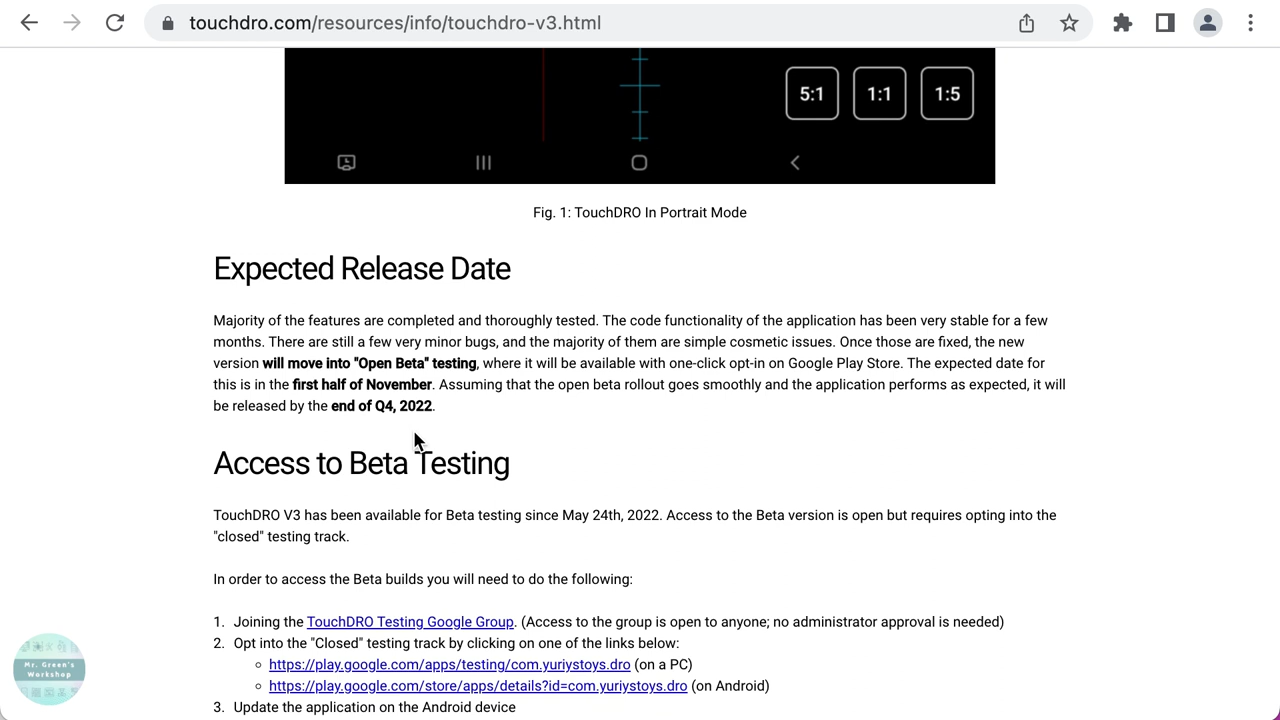 touchdro.com/resources/info/touchdro-v3.html
5:1 1:1 1:5
Fig. 1: TouchDRO In Portrait Mode
Expected Release Date
Majority of the features are completed and thoroughly tested. The code functionality of the application has been very stable for a few
months. There are still a few very minor bugs, and the majority of them are simple cosmetic issues. Once those are fixed, the new
version will move into "Open Beta" testing, where it will be available with one-click opt-in on Google Play Store. The expected date for
this is in the first half of November. Assuming that the open beta rollout goes smoothly and the application performs as expected, it will
be released by the end of Q4, 2022.
Access to Beta Testing
TouchDRO V3 has been available for Beta testing since May 24th, 2022. Access to the Beta version is open but requires opting into the
"closed" testing track.
In order to access the Beta builds you will need to do the following:
1. Joining the TouchDRO Testing Google Group. (Access to the group is open to anyone; no administrator approval is needed)
2. Opt into the "Closed" testing track by clicking on one of the links below:
https://play.google.com/apps/testing/com.yuriystoys.dro (on a PC)
https://play.google.com/store/apps/details?id=com.yuriystoys.dro (on Android)
3. Update the application on the Android device
Mr. Green's
Workshop